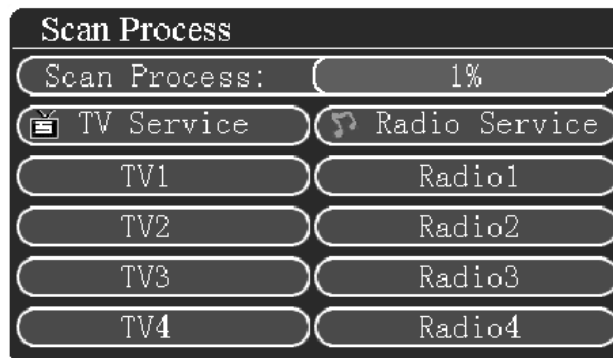 Scan Process
Scan Process: 1%
TV Service Radio Service
TV1 Radio1
TV2 Radio2
TV3 Radio3
TV4 Radio4